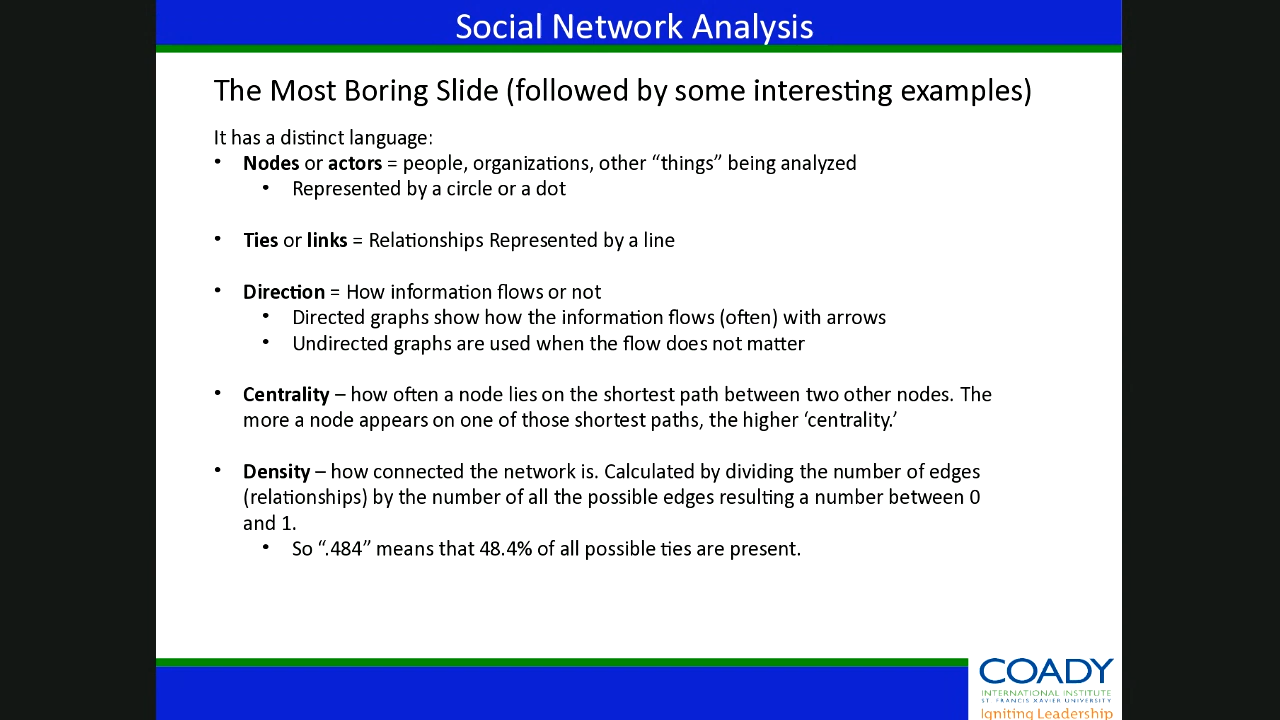 Social Network Analysis
The Most Boring Slide (followed by some interesting examples)
It has a distinct language:
• Nodes or actors = people, organizations, other “things” being analyzed
• Represented by a circle or a dot
• Ties or links = Relationships Represented by a line
• Direction = How information flows or not
• Directed graphs show how the information flows (often) with arrows
• Undirected graphs are used when the flow does not matter
• Centrality – how often a node lies on the shortest path between two other nodes. The
more a node appears on one of those shortest paths, the higher ‘centrality.’
• Density – how connected the network is. Calculated by dividing the number of edges
(relationships) by the number of all the possible edges resulting a number between 0
and 1.
• So “.484” means that 48.4% of all possible ties are present.
COADY
INTERNATIONAL INSTITUTE
ST. FRANCIS XAVIER UNIVERSITY
Igniting Leadership